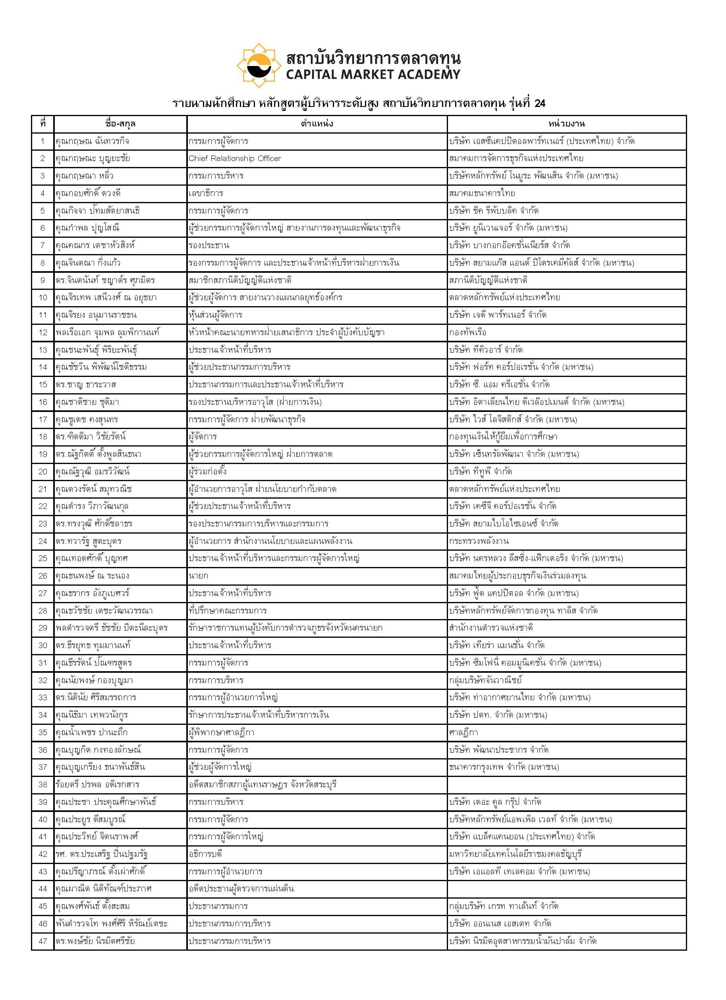 สถาบันวิทยาการตลาดทุน
CAPITAL MARKET ACADEMY
รายนามนักศึกษา หลักสูตรผู้บริหารระดับสูง สถาบันวิทยาการตลาดทุน รุ่นที่ 24
ที่ ชื่อ-สกุล ตำแหน่ง หน่วยงาน
1 คุณกฤษณ ฉันทวรกิจ กรรมการผู้จัดการ บริษัท เอสซีแคปปิตอลพาร์ทเนอร์ (ประเทศไทย) จำกัด
2 คุณกฤษณะ บุญยะชัย Chief Relationship Officer สมาคมการจัดการธุรกิจแห่งประเทศไทย
3 คุณกฤษณา หลิ่ว กรรมการบริหาร บริษัทหลักทรัพย์ โนมูระ พัฒนสิน จำกัด (มหาชน)
4 คุณกอบศักดิ์ ดวงดี เลขาธิการ สมาคมธนาคารไทย
5 คุณกิจจา ปัทมสัตยาสนธิ กรรมการผู้จัดการ บริษัท ชิค รีพับบลิค จำกัด
6 คุณกำพล ปุญโสณี ผู้ช่วยกรรมการผู้จัดการใหญ่ สายงานการลงทุนและพัฒนาธุรกิจ บริษัท ยูนิเวนเจอร์ จำกัด (มหาชน)
7 คุณคณกร เตชาหัวสิงห์ รองประธาน บริษัท บางกอกอ๊อคชั่นเนียร์ส จำกัด
8 คุณจินตณา กิ่งแก้ว รองกรรมการผู้จัดการ และประธานเจ้าหน้าที่บริหารฝ่ายการเงิน บริษัท สยามแก๊ส แอนด์ ปิโตรเคมีคัลส์ จำกัด (มหาชน)
9 ดร.จินตนันท์ ชญาต์ร ศุภมิตร สมาชิกสภานิติบัญญัติแห่งชาติ สภานิติบัญญัติแห่งชาติ
10 คุณจิรเทพ เสนีวงศ์ ณ อยุธยา ผู้ช่วยผู้จัดการ สายงานวางแผนกลยุทธ์องค์กร ตลาดหลักทรัพย์แห่งประเทศไทย
11 คุณจิรยง อนุมานราชธน หุ้นส่วนผู้จัดการ บริษัท เจดี พาร์ทเนอร์ จำกัด
12 พลเรือเอก จุมพล ลุมพิกานนท์ หัวหน้าคณะนายทหารฝ่ายเสนาธิการ ประจำผู้บังคับบัญชา กองทัพเรือ
13 คุณชนะพันธุ์ พิริยะพันธุ์ ประธานเจ้าหน้าที่บริหาร บริษัท ทีคิวอาร์ จำกัด
14 คุณชัชวิน พิพัฒน์โชติธรรม ผู้ช่วยประธานกรรมการบริหาร บริษัท ฟอร์ท คอร์ปอเรชั่น จำกัด (มหาชน)
15 ดร.ชาญ ธาระวาส ประธานกรรมการและประธานเจ้าหน้าที่บริหาร บริษัท ซี. แอม ครีเอชั่น จำกัด
16 คุณชาติชาย ชุติมา รองประธานบริหารอาวุโส (ฝ่ายการเงิน) บริษัท อิตาเลียนไทย ดีเวล๊อปเมนต์ จำกัด (มหาชน)
17 คุณชูเดช คงสุนทร กรรมการผู้จัดการ ฝ่ายพัฒนาธุรกิจ บริษัท ไวส์ โลจิสติกส์ จำกัด (มหาชน)
18 ดร.ฑิตติมา วิชัยรัตน์ ผู้จัดการ กองทุนเงินให้กู้ยืมเพื่อการศึกษา
19 ดร.ณัฐกิตติ์ ตั้งพูลสินธนา ผู้ช่วยกรรมการผู้จัดการใหญ่ ฝ่ายการตลาด บริษัท เซ็นทรัลพัฒนา จำกัด (มหาชน)
20 คุณณัฐวุฒิ อมรวิวัฒน์ ผู้ร่วมก่อตั้ง บริษัท ทีทูพี จำกัด
21 คุณดวงรัตน์ สมุทวณิช ผู้อำนวยการอาวุโส ฝ่ายนโยบายกำกับตลาด ตลาดหลักทรัพย์แห่งประเทศไทย
22 คุณดำรง วิภาวัฒนกุล ผู้ช่วยประธานเจ้าหน้าที่บริหาร บริษัท เคซีจี คอร์ปอเรชั่น จำกัด
23 ดร.ทรงวุฒิ ศักดิ์ชลาธร รองประธานกรรมการบริหารและกรรมการ บริษัท สยามไบโอไซเอนซ์ จำกัด
24 ดร.ทวารัฐ สูตะบุตร ผู้อำนวยการ สำนักงานนโยบายและแผนพลังงาน กระทรวงพลังงาน
25 คุณเทอดศักดิ์ บุญทศ ประธานเจ้าหน้าที่บริหารและกรรมการผู้จัดการใหญ่ บริษัท นครหลวง ลีสซิ่ง-แฟ็กเตอริง จำกัด (มหาชน)
26 คุณธนพงษ์ ณ ระนอง นายก สมาคมไทยผู้ประกอบธุรกิจเงินร่วมลงทุน
27 คุณธรากร อังภูเบศวร์ ประธานเจ้าหน้าที่บริหาร บริษัท ฟู้ด แคปปิตอล จำกัด (มหาชน)
28 คุณธวัชชัย เตชะวัฒนวรรณา ที่ปรึกษาคณะกรรมการ บริษัทหลักทรัพย์จัดการกองทุน ทาลิส จำกัด
29 พลตำรวจตรี ธัชชัย ปิตะนีละบุตร รักษาราชการแทนผู้บังคับการตำรวจภูธรจังหวัดนครนายก สำนักงานตำรวจแห่งชาติ
30 ดร.ธีรยุทธ ทุมมานนท์ ประธานเจ้าหน้าที่บริหาร บริษัท เทียร่า แมนชั่น จำกัด
31 คุณธีรรัตน์ ปัณฑรสูตร กรรมการผู้จัดการ บริษัท ซิมโฟนี่ คอมมูนิเคชั่น จำกัด (มหาชน)
32 คุณนัยพงษ์ กองบุญมา กรรมการบริหาร กลุ่มบริษัทจันวาณิชย์
33 ดร.นิตินัย ศิริสมรรถการ กรรมการผู้อำนวยการใหญ่ บริษัท ท่าอากาศยานไทย จำกัด (มหาชน)
34 คุณนิธิมา เทพวนังกูร รักษาการประธานเจ้าหน้าที่บริหารการเงิน บริษัท ปตท. จำกัด (มหาชน)
35 คุณน้ำเพชร ปานะถึก ผู้พิพากษาศาลฎีกา ศาลฎีกา
36 คุณบุญกิต กงทองลักษณ์ กรรมการผู้จัดการ บริษัท พัฒนาประชากร จำกัด
37 คุณบุญเกรียง ธนาพันธ์สิน ผู้ช่วยผู้จัดการใหญ่ ธนาคารกรุงเทพ จำกัด (มหาชน)
38 ร้อยตรี ปรพล อดิเรกสาร อดีตสมาชิกสภาผู้แทนราษฎร จังหวัดสระบุรี
39 คุณประชา ประคุณศึกษาพันธ์ กรรมการบริหาร บริษัท เดอะ คูล กรุ๊ป จำกัด
40 คุณประยูร ดีสมบูรณ์ กรรมการผู้จัดการ บริษัทหลักทรัพย์แอพเพิล เวลท์ จำกัด (มหาชน)
41 คุณประวิทย์ จิตนราพงศ์ กรรมการผู้จัดการใหญ่ บริษัท แบล็คแคนยอน (ประเทศไทย) จำกัด
42 รศ. ดร.ประเสริฐ ปิ่นปฐมรัฐ อธิการบดี มหาวิทยาลัยเทคโนโลยีราชมงคลธัญบุรี
43 คุณปรีญาภรณ์ ตั้งเผ่าศักดิ์ กรรมการผู้อำนวยการ บริษัท เอแอลที เทเลคอม จำกัด (มหาชน)
44 คุณผาณิต นิติทัณฑ์ประภาศ อดีตประธานผู้ตรวจการแผ่นดิน
45 คุณพงศ์พันธ์ ตั้งสะสม ประธานกรรมการ กลุ่มบริษัท เกรท ทาเล้นท์ จำกัด
46 พันตำรวจโท พงศ์ศิริ หิรัณย์เตชะ ประธานกรรมการบริหาร บริษัท ออนเนส เอสเตท จำกัด
47 ดร.พงษ์ชัย นิรมิตศรีชัย ประธานกรรมการบริหาร บริษัท นิรมิตอุตสาหกรรมน้ำมันปาล์ม จำกัด